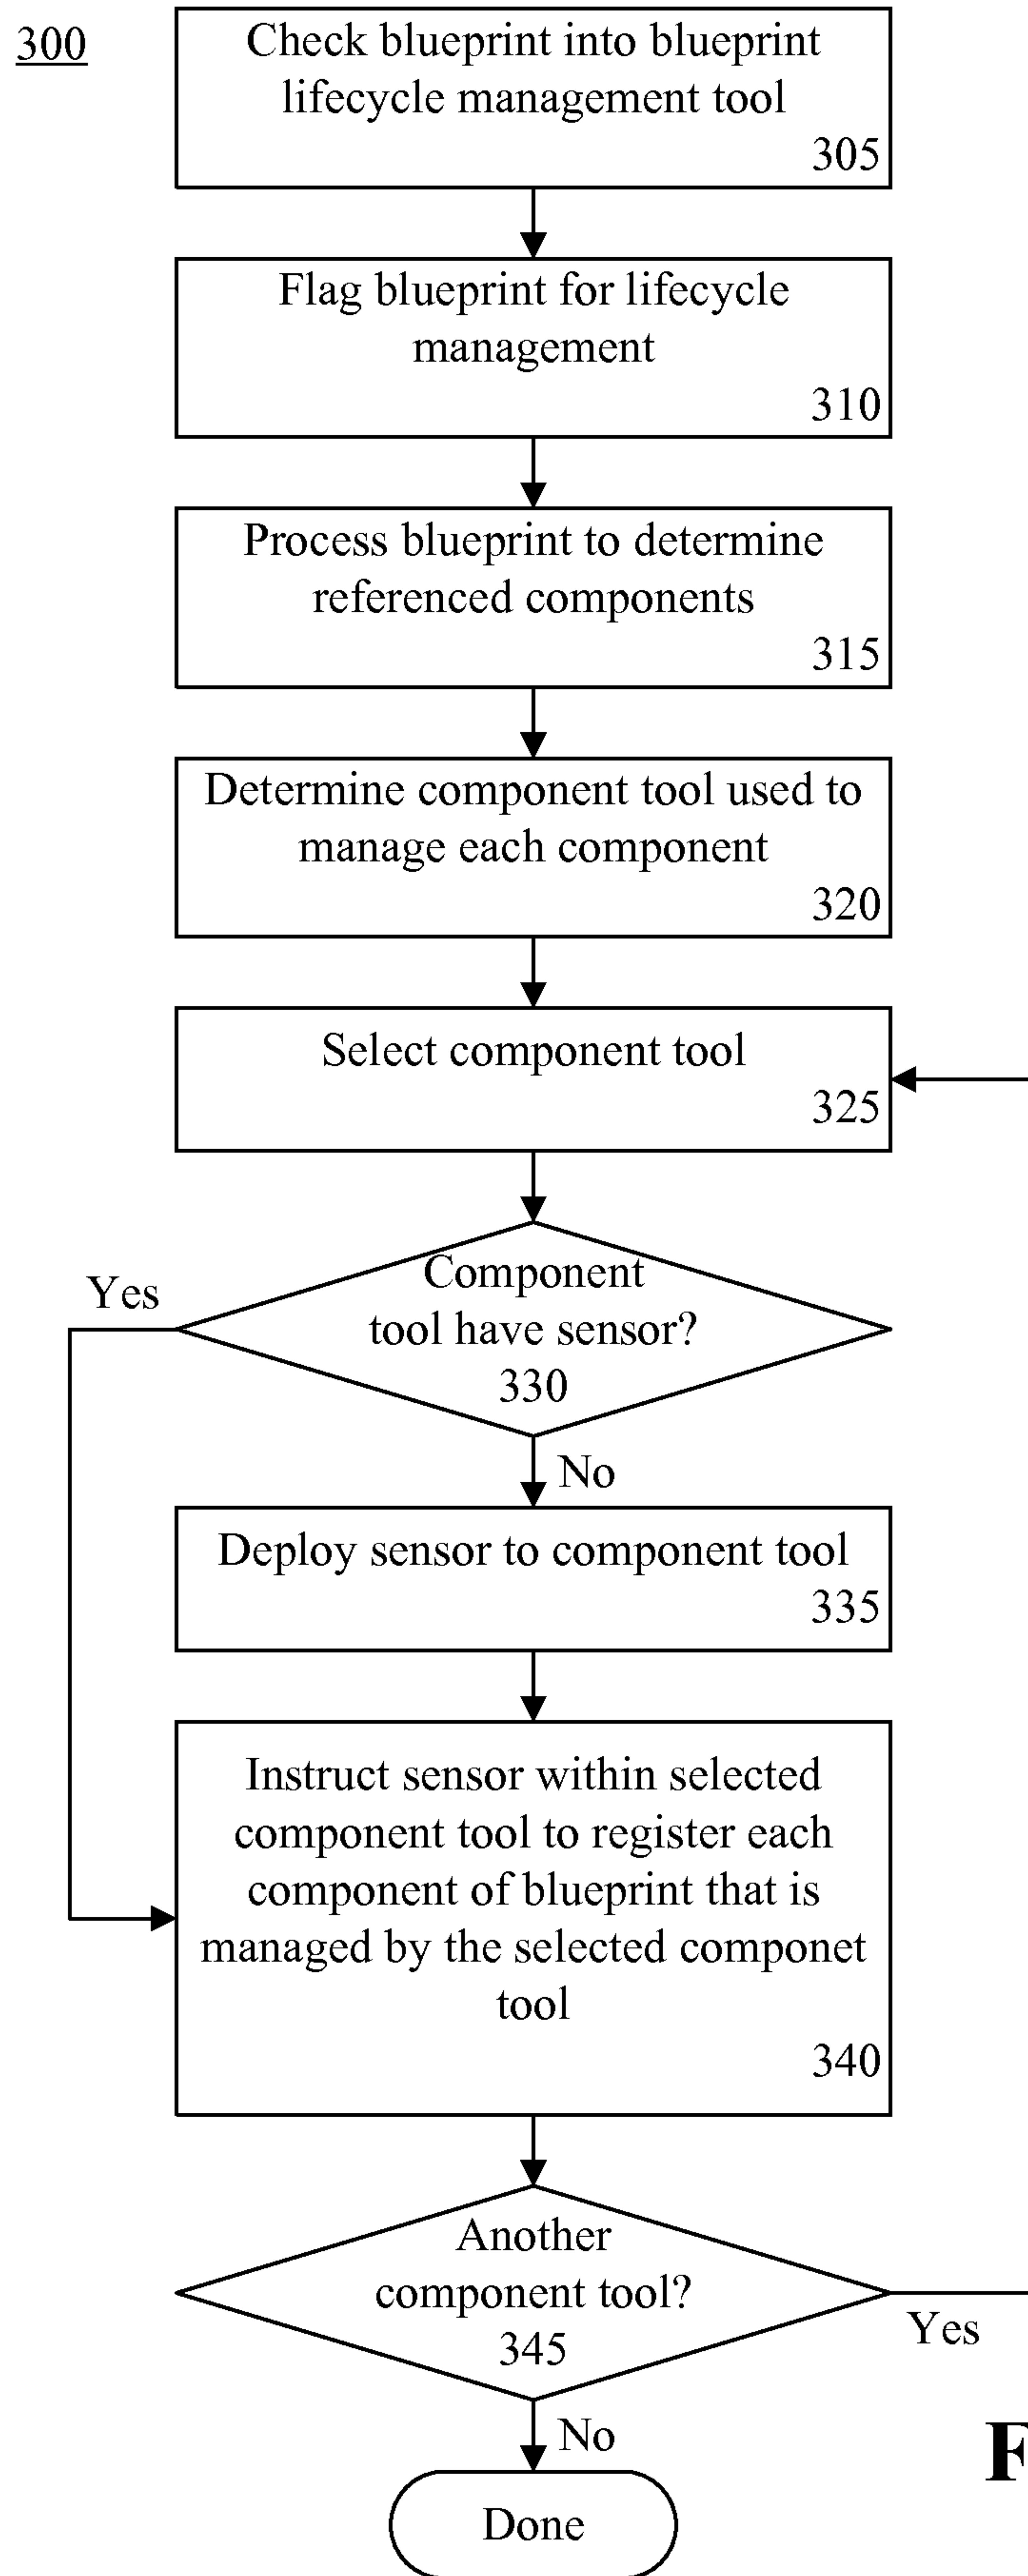 300
Check blueprint into blueprint
lifecycle management tool
305
Flag blueprint for lifecycle
management
310
Process blueprint to determine
referenced components
315
Determine component tool used to
manage each component
320
Select component tool
325
Component
tool have sensor?
330
Yes
No
Deploy sensor to component tool
335
Instruct sensor within selected
component tool to register each
component of blueprint that is
managed by the selected componet
tool
340
Another
component tool?
345
Yes
No
F
Done